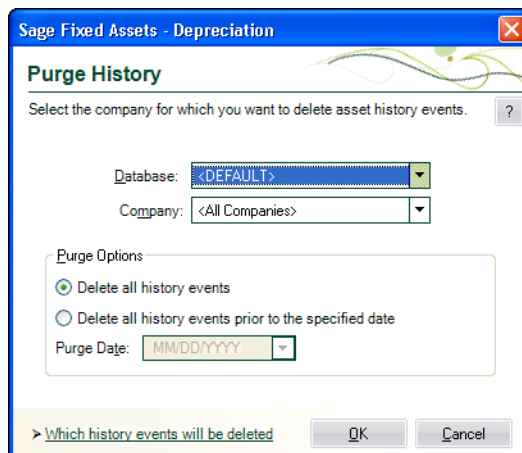 Sage Fixed Assets - Depreciation
Purge History
Select the company for which you want to delete asset history events.
?
Database: <DEFAULT>
Company: <All Companies>
Purge Options
Delete all history events
Delete all history events prior to the specified date
Purge Date: MM/DD/YYYY
➤ Which history events will be deleted
OK
Cancel